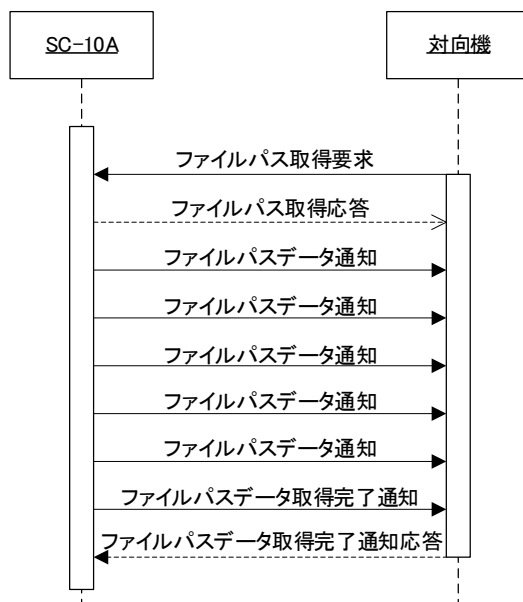 SC-10A
対向機
ファイルパス取得要求
ファイルパス取得応答
ファイルパスデータ通知
ファイルパスデータ通知
ファイルパスデータ通知
ファイルパスデータ通知
ファイルパスデータ通知
ファイルパスデータ取得完了通知
ファイルパスデータ取得完了通知応答